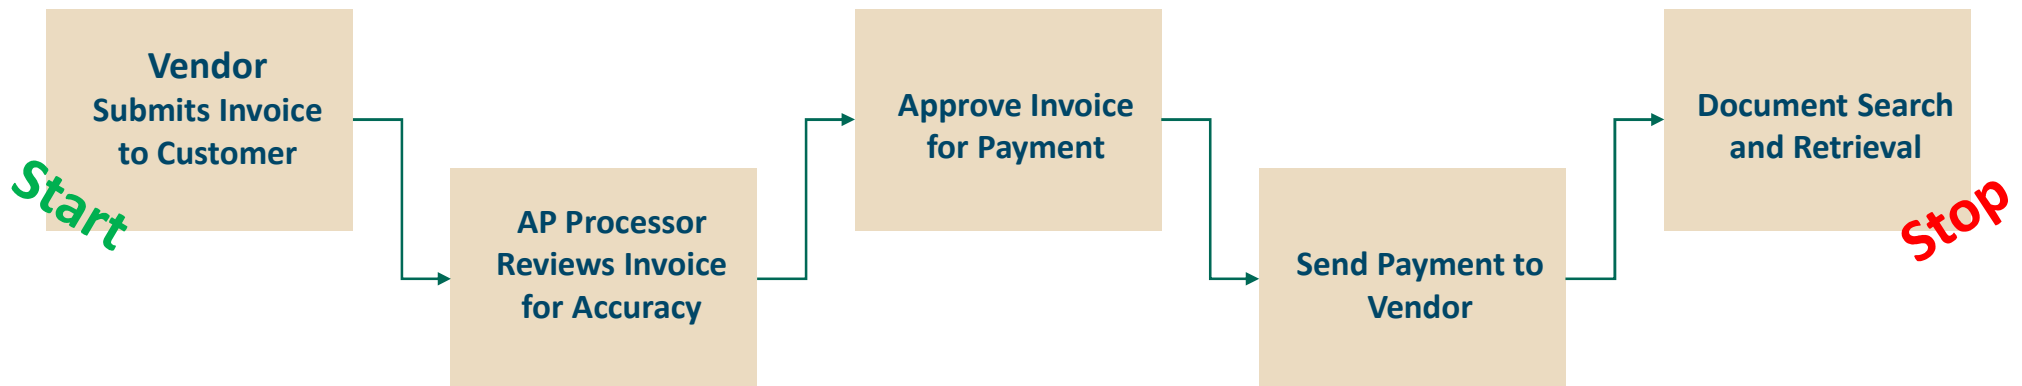 Vendor
Submits Invoice
to Customer
Start
AP Processor
Reviews Invoice
for Accuracy
Approve Invoice
for Payment
Send Payment to
Vendor
Document Search
and Retrieval
Stop